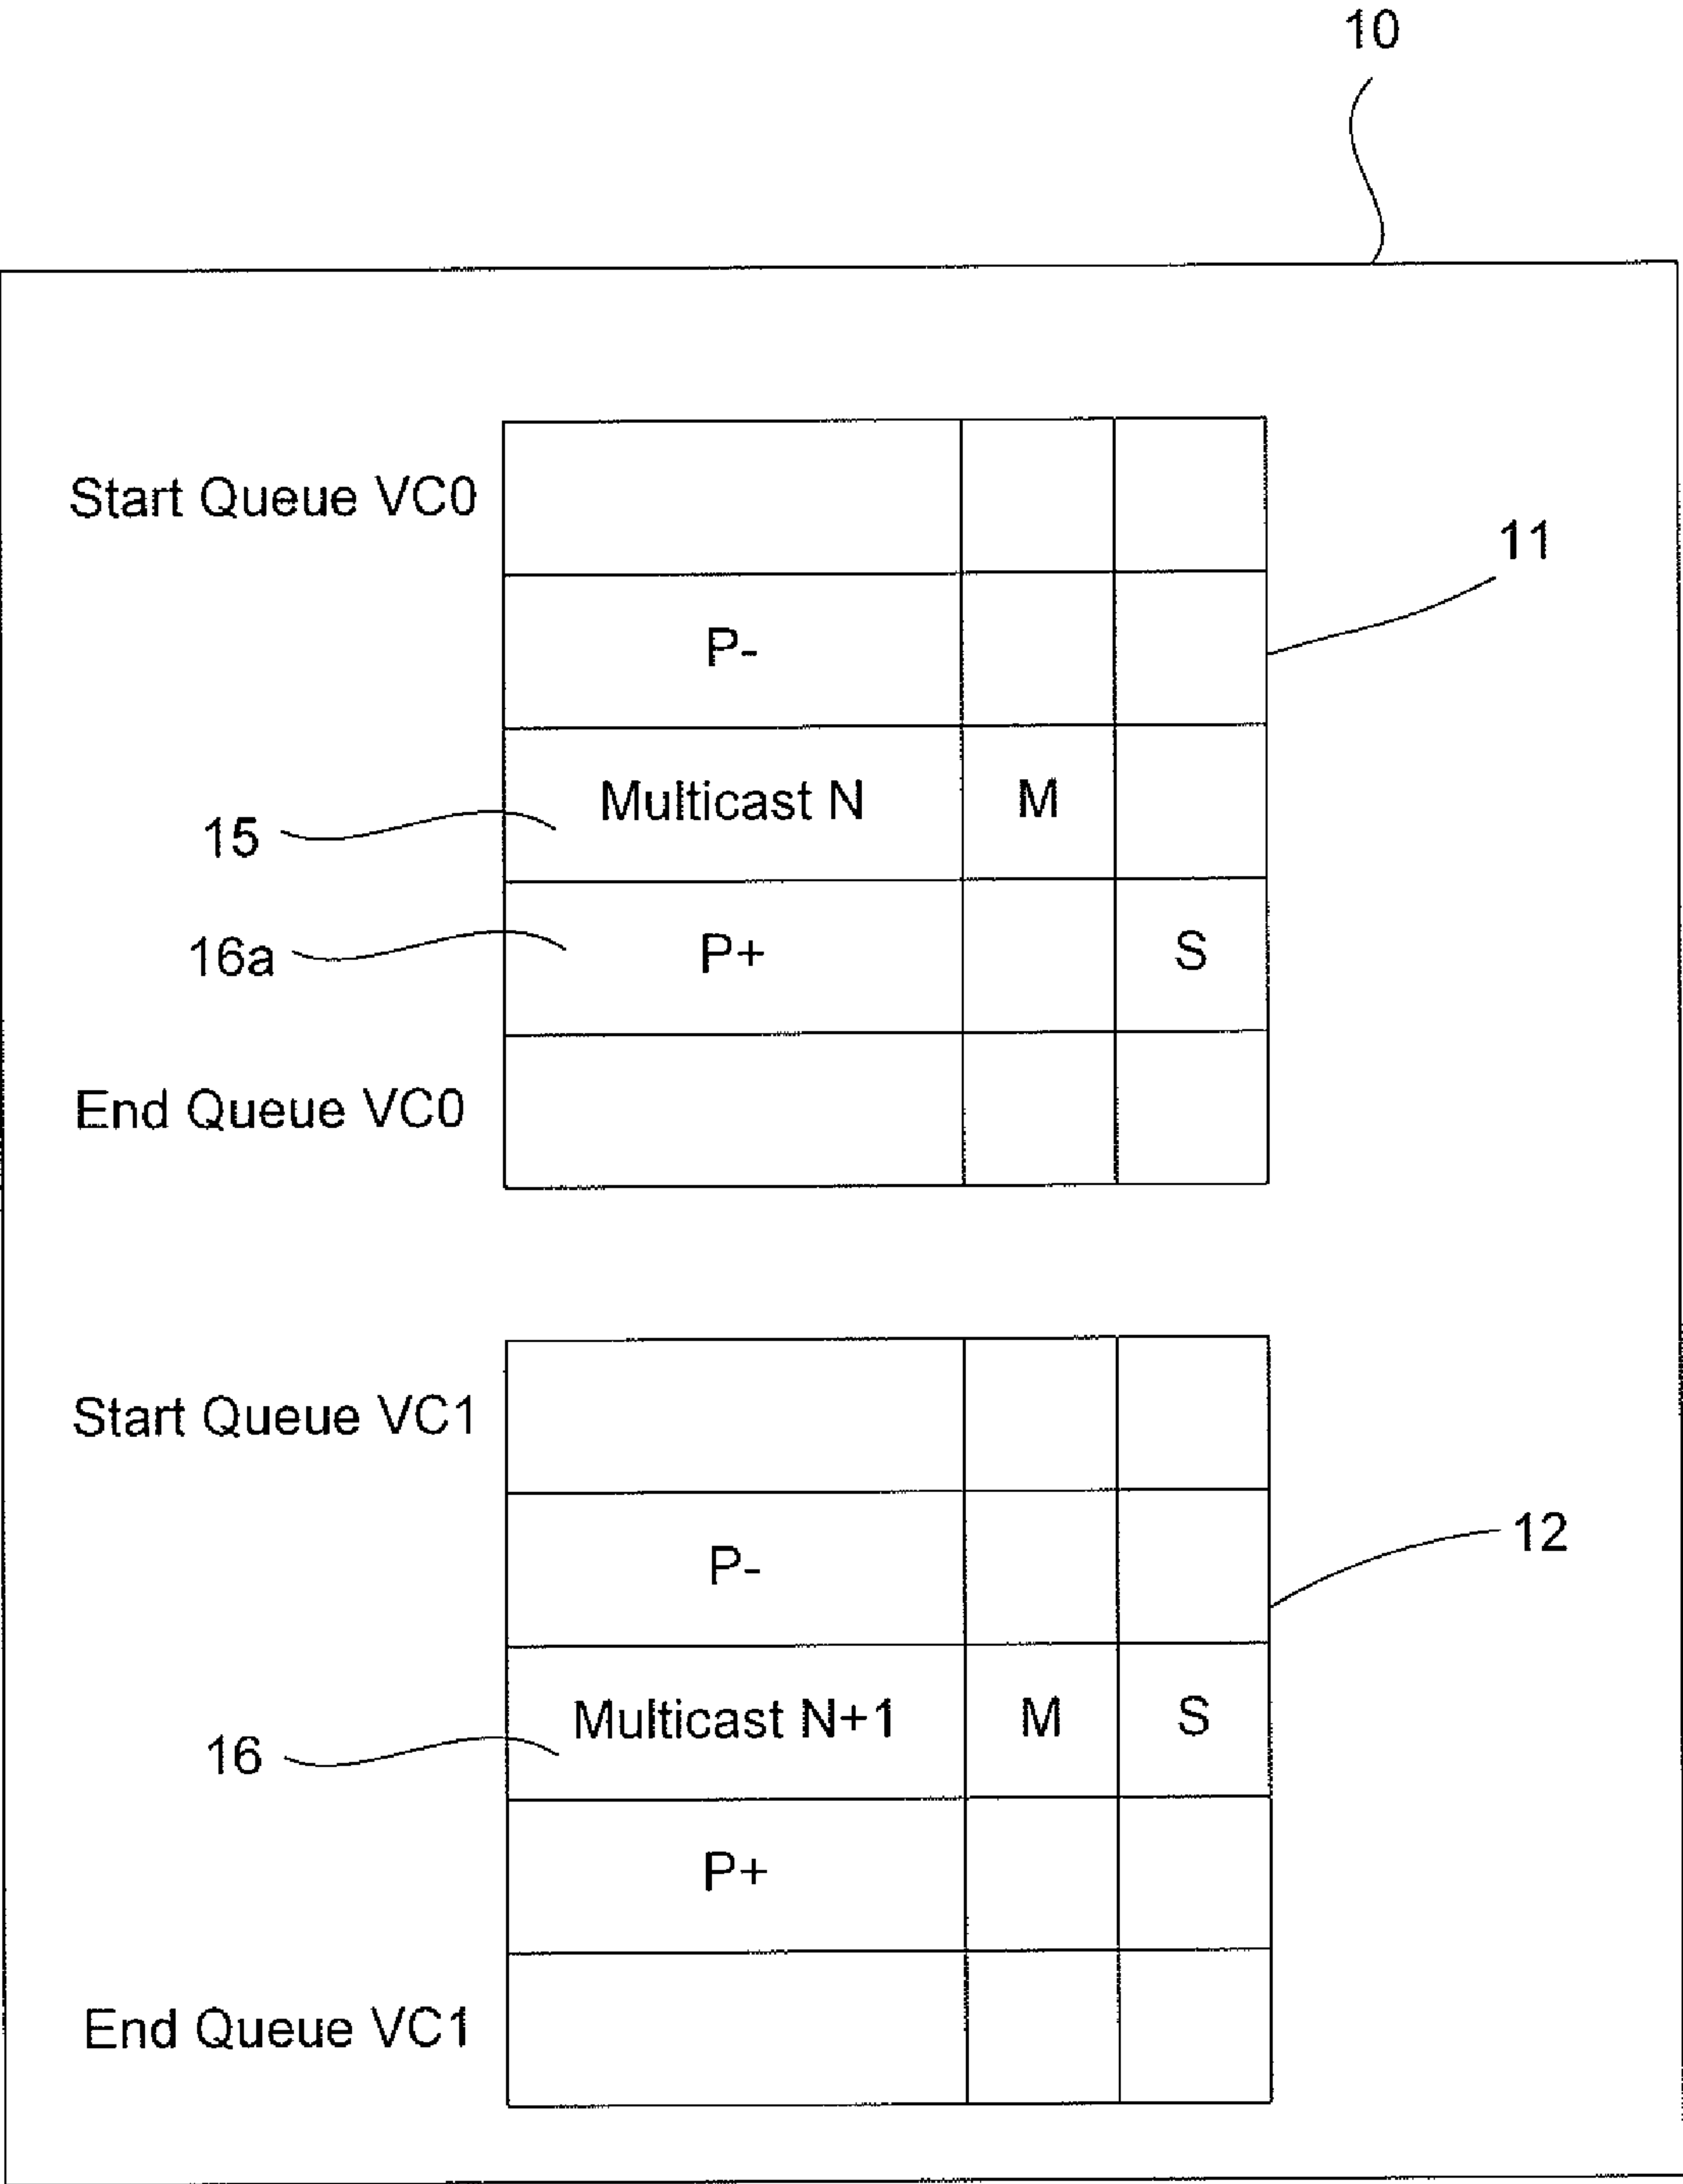 10
Start Queue VC0
11
P-
Multicast N M
15
16a P+ S
End Queue VC0
Start Queue VC1
12
P-
Multicast N+1 M S
16
P+
End Queue VC1